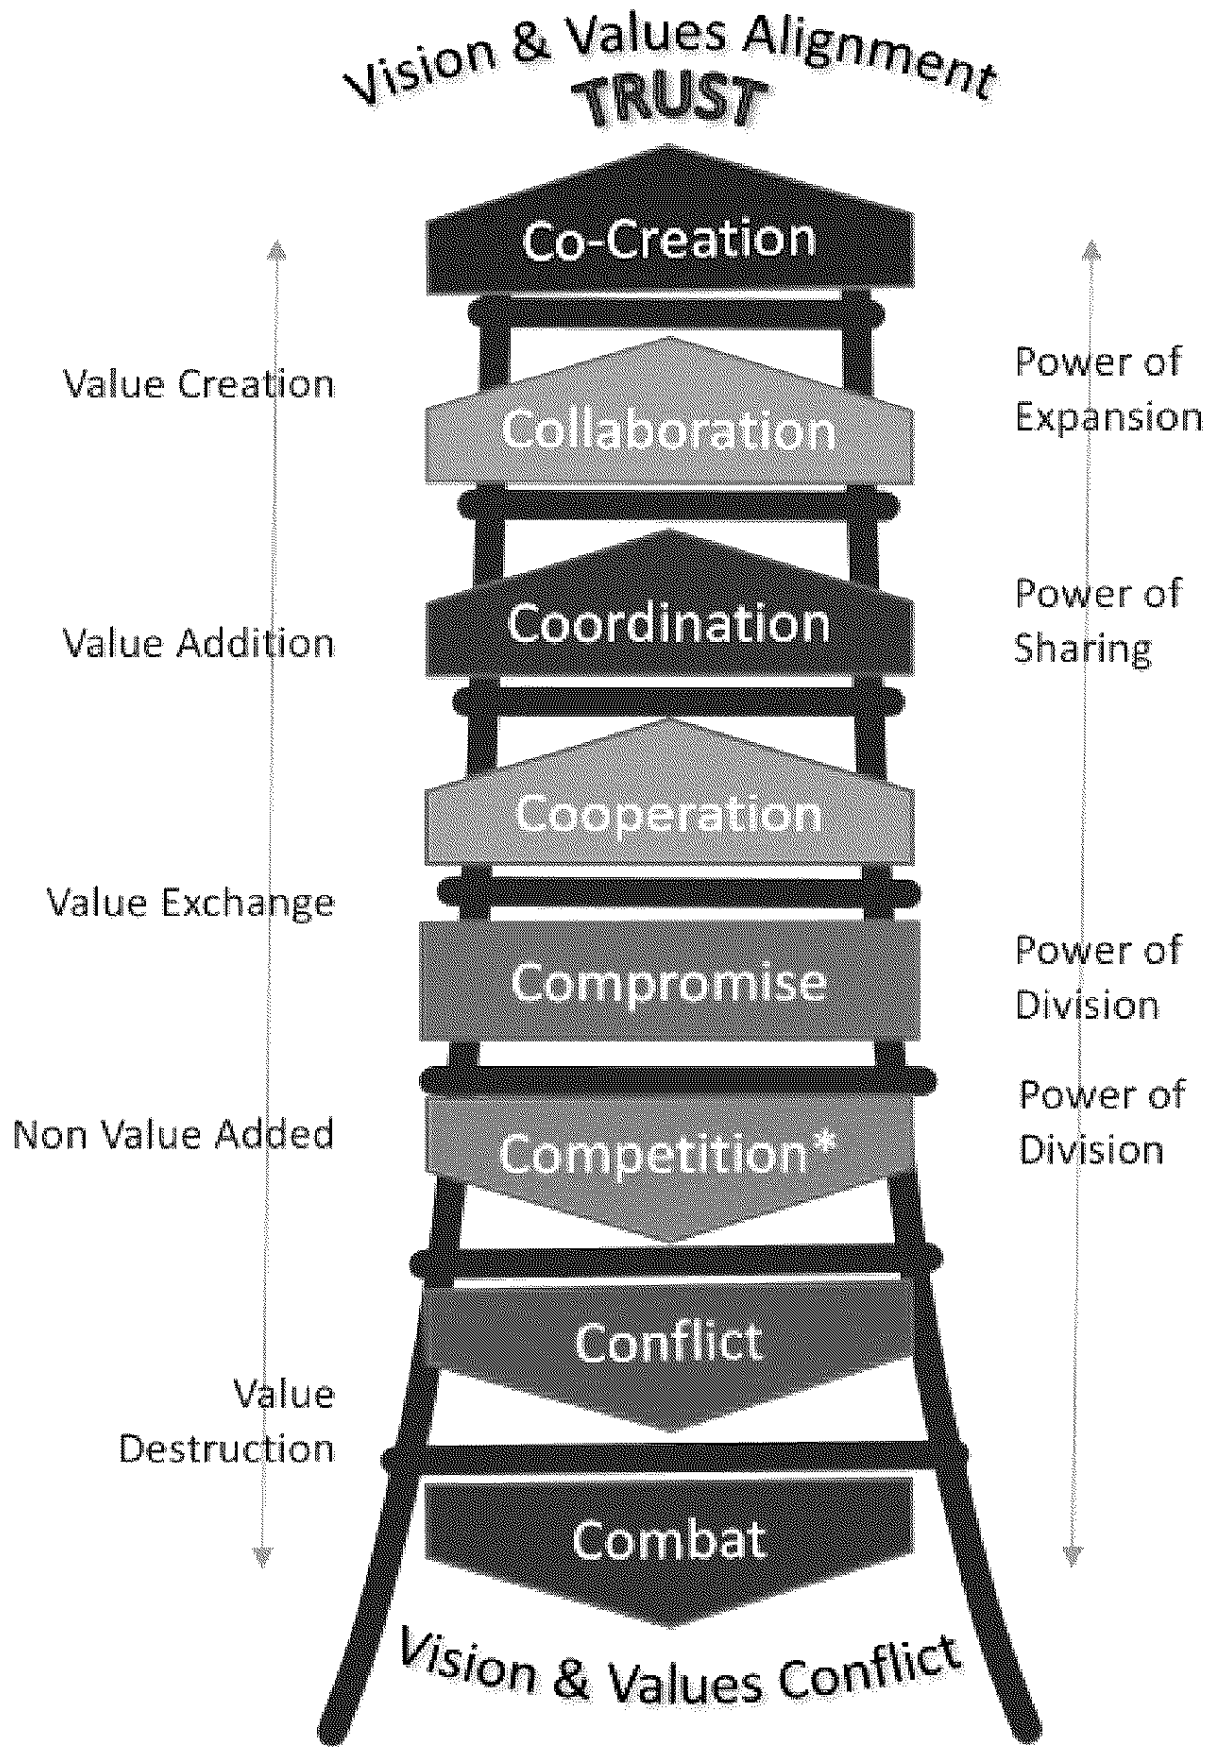 Vision & Values Alignment
TRUST
Co-Creation
Value Creation
Power of
Expansion
Collaboration
Coordination
Value Addition
Power of
Sharing
Cooperation
Value Exchange
Compromise
Power of
Division
Non Value Added
Competition*
Power of
Division
Conflict
Value
Destruction
Combat
Vision & Values Conflict